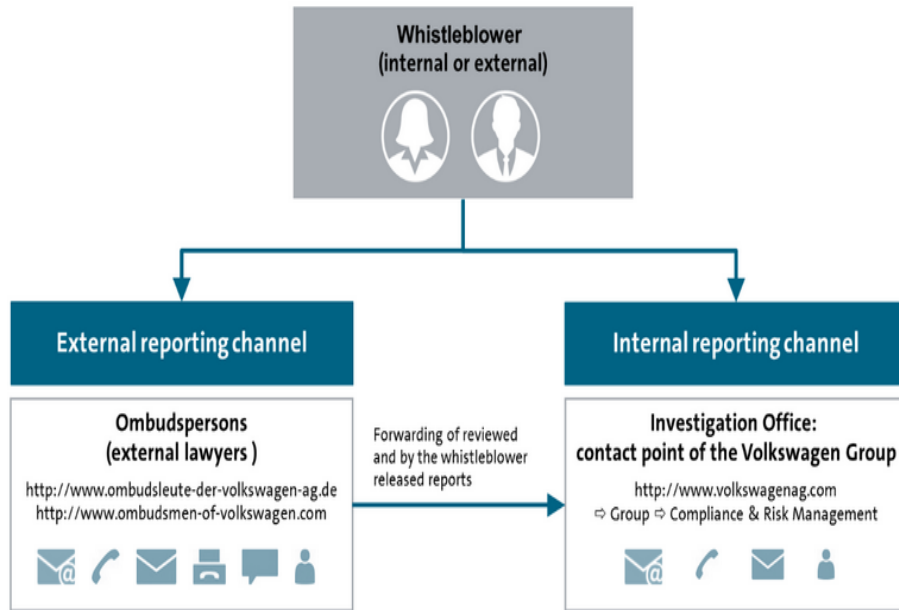 Whistleblower
(internal or external)
External reporting channel
Internal reporting channel
Ombudspersons
(external lawyers )
http://www.ombudsleute-der-volkswagen-ag.de
http://www.ombudsmen-of-volkswagen.com
@
Forwarding of reviewed
and by the whistleblower
released reports
Investigation Office:
contact point of the Volkswagen Group
http://www.volkswagenag.com
⇨ Group ⇨ Compliance & Risk Management
@